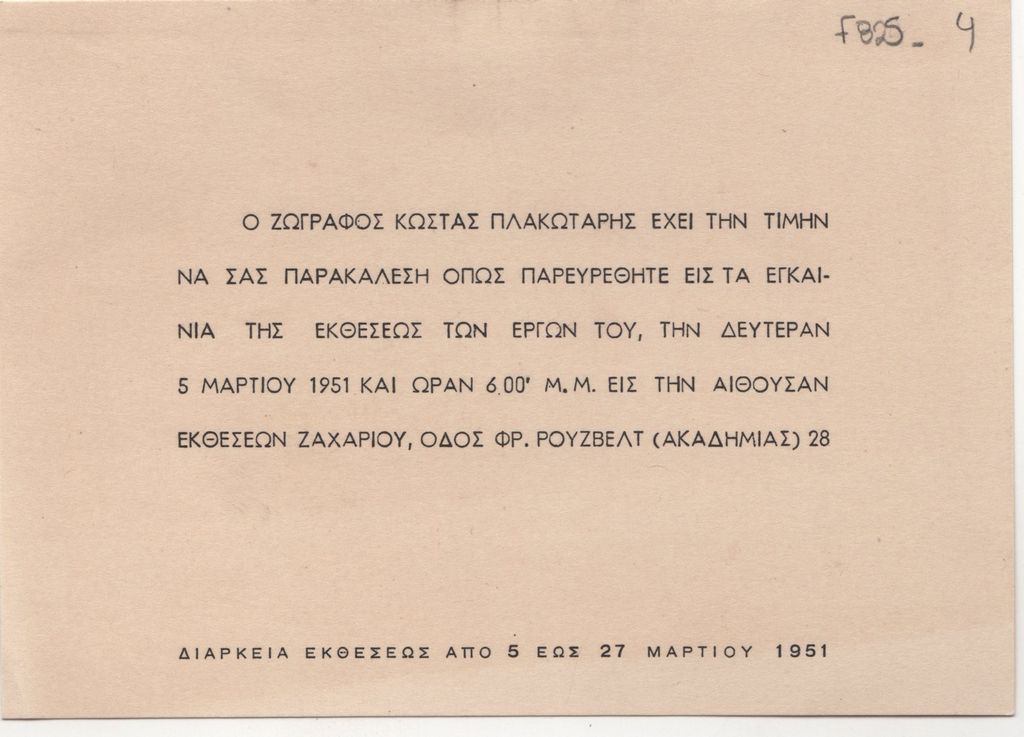 F825_ 4
Ο ΖΩΓΡΑΦΟΣ ΚΩΣΤΑΣ ΠΛΑΚΩΤΑΡΗΣ ΕΧΕΙ ΤΗΝ ΤΙΜΗΝ
ΝΑ ΣΑΣ ΠΑΡΑΚΑΛΕΣΗ ΟΠΩΣ ΠΑΡΕΥΡΕΘΗΤΕ ΕΙΣ ΤΑ ΕΓΚΑΙ-
ΝΙΑ ΤΗΣ ΕΚΘΕΣΕΩΣ ΤΩΝ ΕΡΓΩΝ ΤΟΥ, ΤΗΝ ΔΕΥΤΕΡΑΝ
5 ΜΑΡΤΙΟΥ 1951 ΚΑΙ ΩΡΑΝ 6.00' Μ.Μ. ΕΙΣ ΤΗΝ ΑΙΘΟΥΣΑΝ
ΕΚΘΕΣΕΩΝ ΖΑΧΑΡΙΟΥ, ΟΔΟΣ ΦΡ. ΡΟΥΖΒΕΛΤ (ΑΚΑΔΗΜΙΑΣ) 28
ΔΙΑΡΚΕΙΑ ΕΚΘΕΣΕΩΣ ΑΠΟ 5 ΕΩΣ 27 ΜΑΡΤΙΟΥ 1951